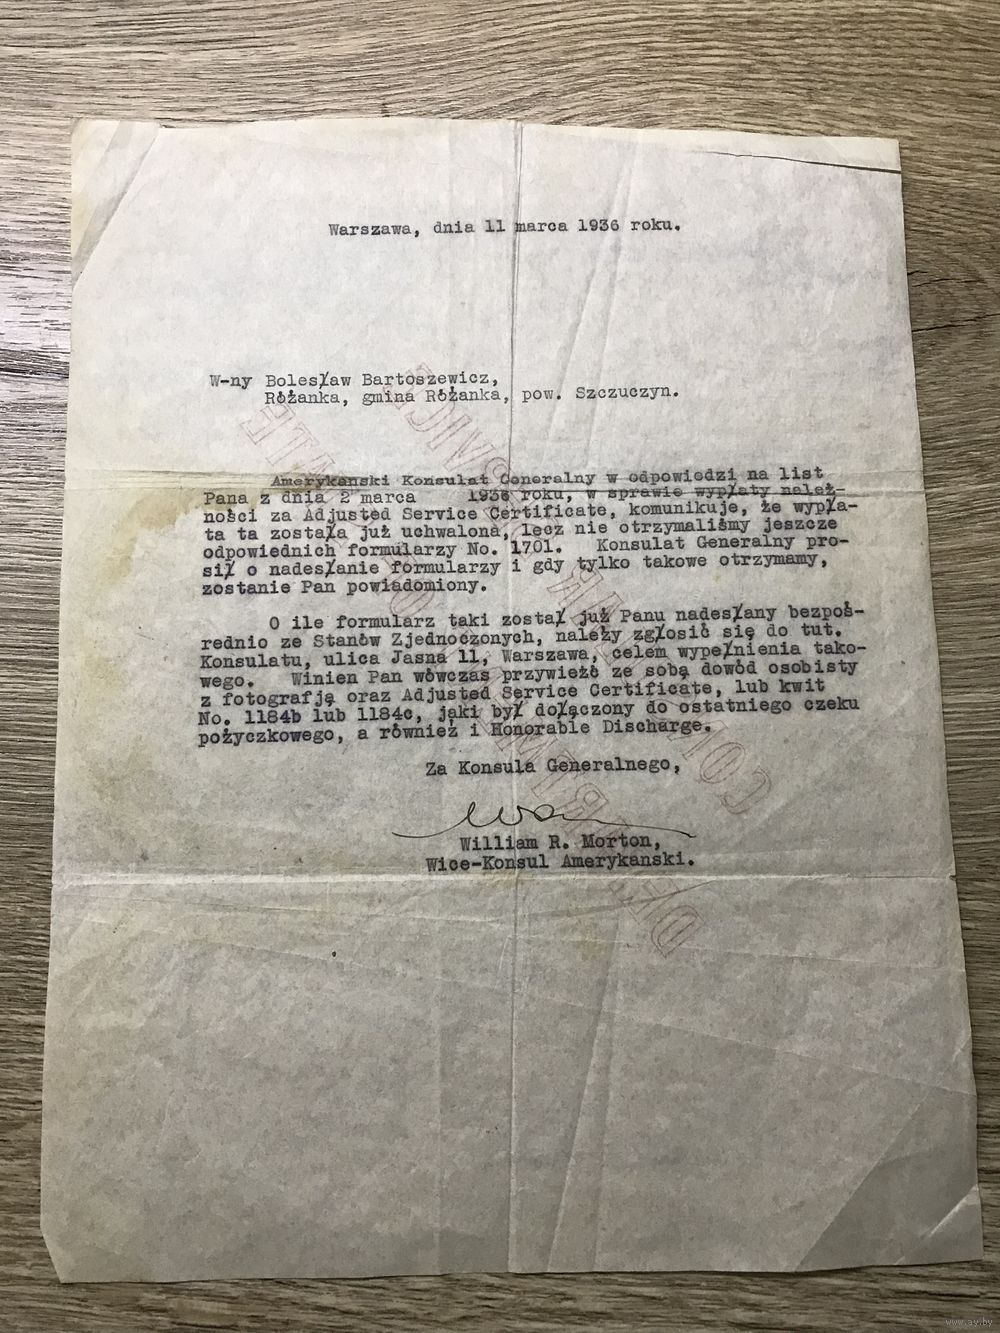 Warszawa, dnia 11 marca 1936 roku.
W-ny Bolesław Bartoszewicz,
Różanka, gmina Różanka, pow. Szczuczyn.
Amerykanski Konsulat Generalny w odpowiedzi na list
Pana z dnia 2 marca 1936 roku, w sprawie wypłaty należ-
ności za Adjusted Service Certificate, komunikuje, że wypła-
ta ta została już uchwalona, lecz nie otrzymaliśmy jeszcze
odpowiednich formularzy No. 1701. Konsulat Generalny pro-
sił o nadesłanie formularzy i gdy tylko takowe otrzymamy,
zostanie Pan powiadomiony.
O ile formularz taki został już Panu nadesłany bezpoś-
rednio ze Stanów Zjednoczonych, należy zgłosić się do tut.
Konsulatu, ulica Jasna 11, Warszawa, celem wypełnienia tako-
wego. Winien Pan wówczas przywieźć ze sobą dowód osobisty
z fotografją oraz Adjusted Service Certificate, lub kwit
No. 1184b lub 1184c, jaki był dołączony do ostatniego czeku
pożyczkowego, a również i Honorable Discharge.
Za Konsula Generalnego,
William R. Morton,
Wice-Konsul Amerykanski.
www.ay.by